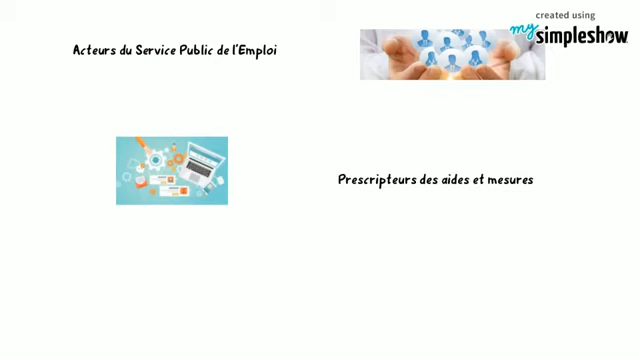 created using
my simpleshow
Acteurs du Service Public de l'Emploi
Prescripteurs des aides et mesures